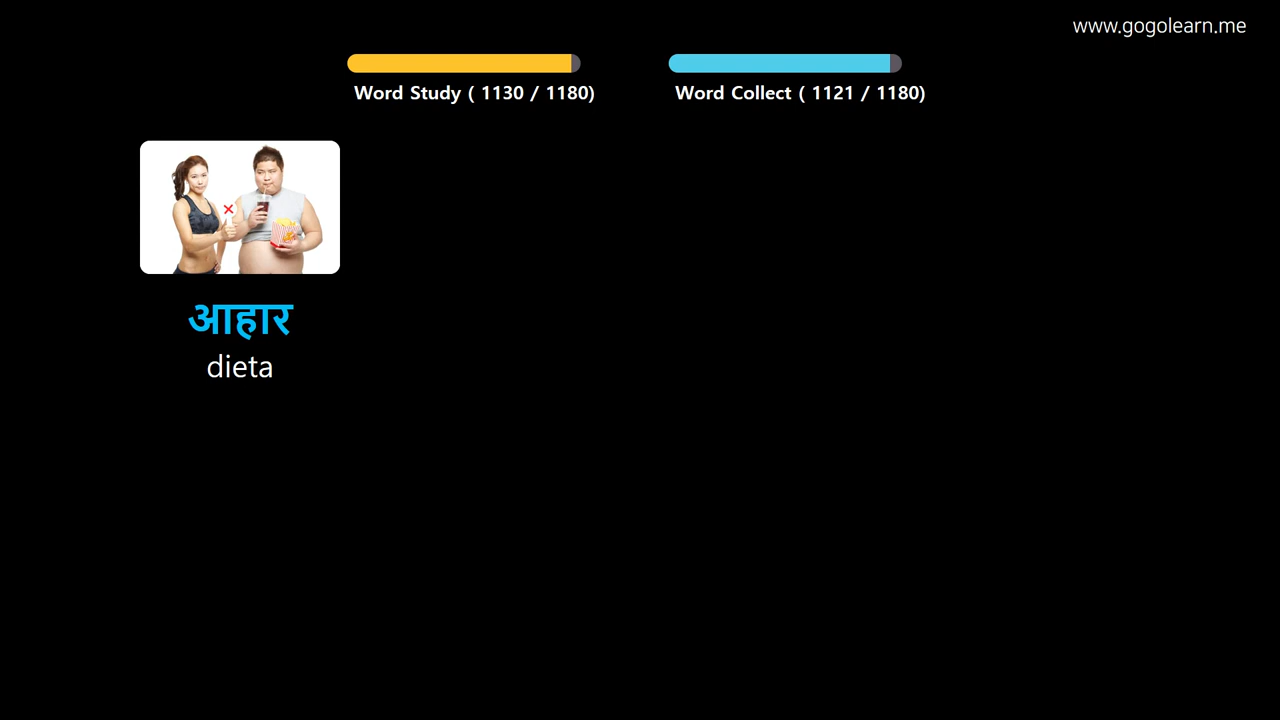 www.gogolearn.me
Word Study ( 1130 / 1180)
Word Collect ( 1121 / 1180)
आहार
dieta